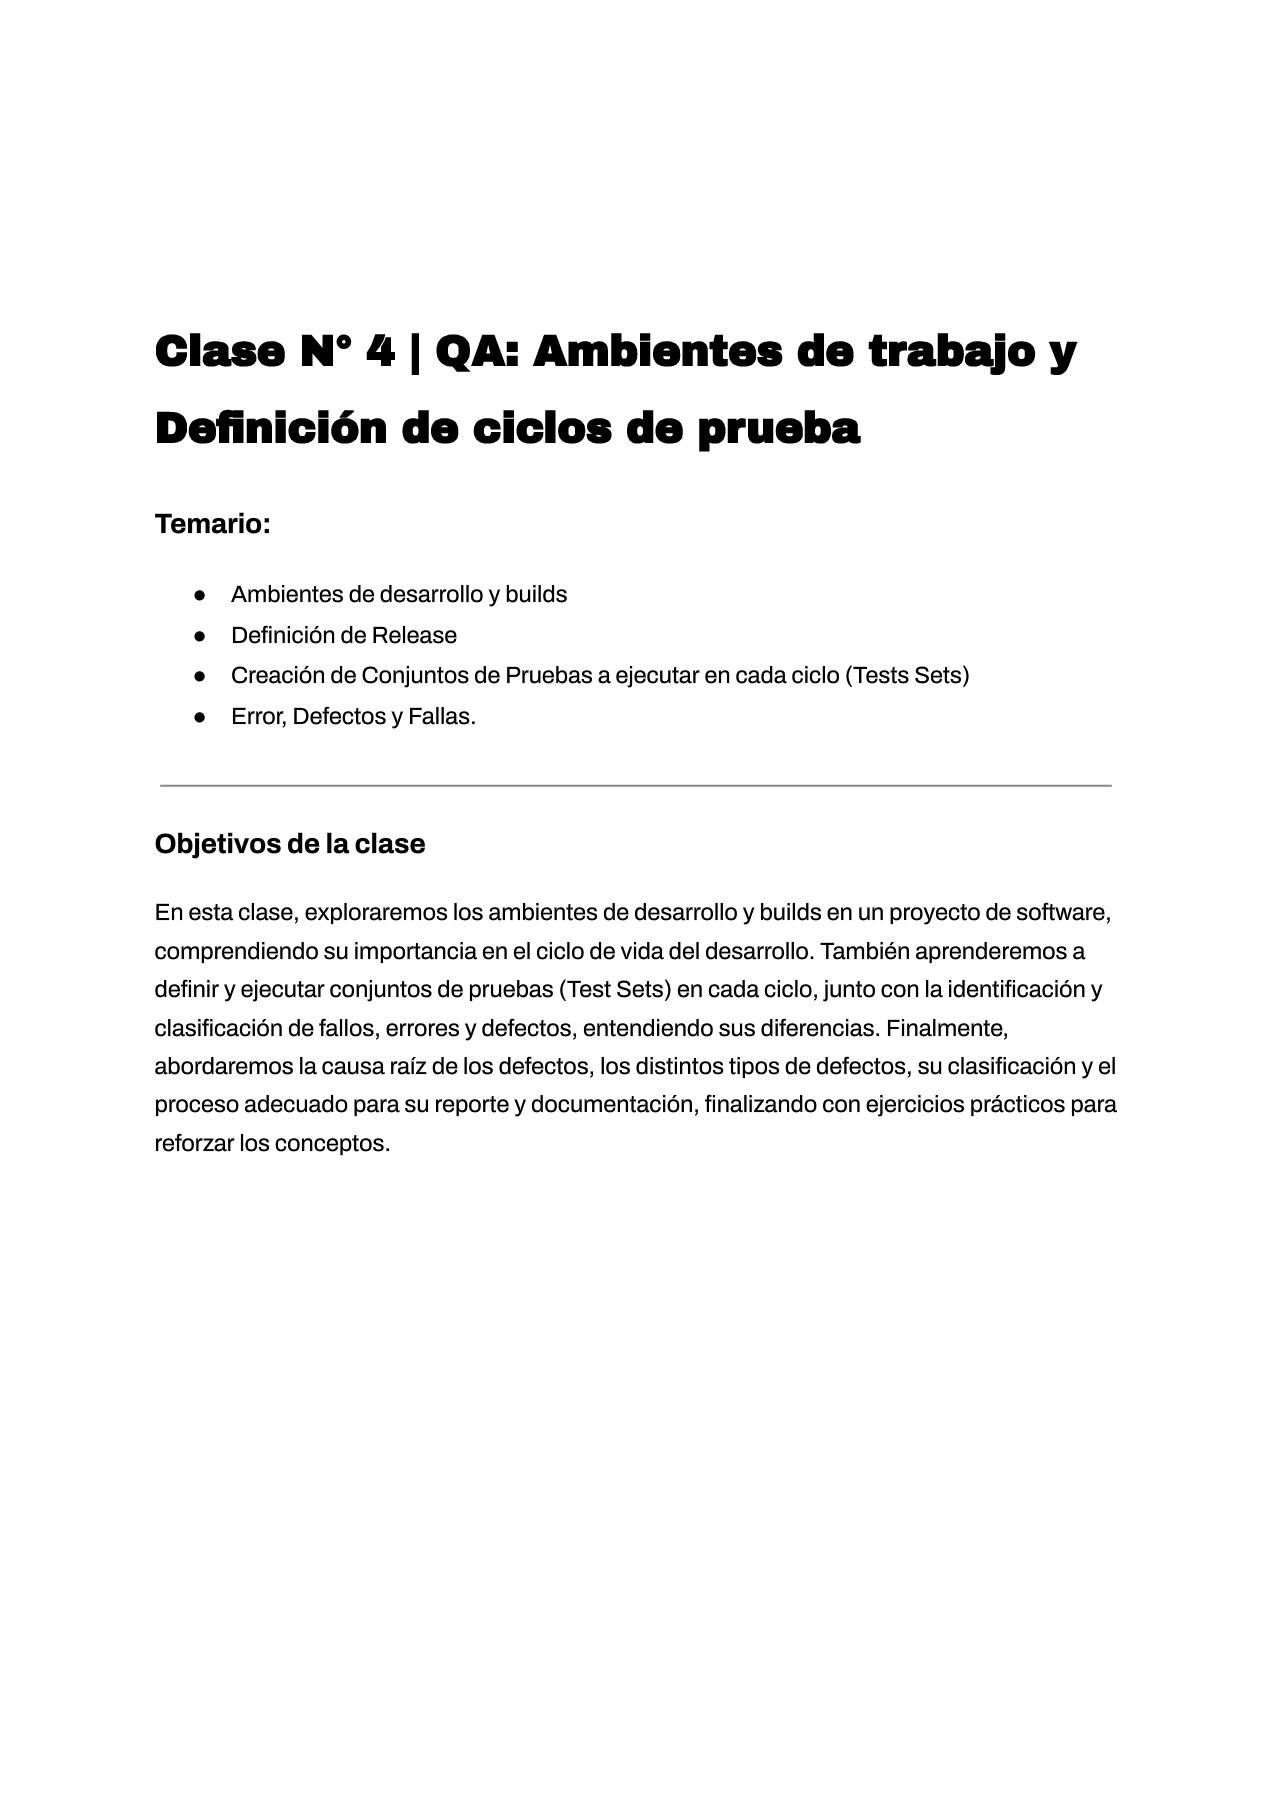 Clase N° 4 | QA: Ambientes de trabajo y
Definición de ciclos de prueba
Temario:
● Ambientes de desarrollo y builds
● Definición de Release
● Creación de Conjuntos de Pruebas a ejecutar en cada ciclo (Tests Sets)
● Error, Defectos y Fallas.
Objetivos de la clase
En esta clase, exploraremos los ambientes de desarrollo y builds en un proyecto de software,
comprendiendo su importancia en el ciclo de vida del desarrollo. También aprenderemos a
definir y ejecutar conjuntos de pruebas (Test Sets) en cada ciclo, junto con la identificación y
clasificación de fallos, errores y defectos, entendiendo sus diferencias. Finalmente,
abordaremos la causa raíz de los defectos, los distintos tipos de defectos, su clasificación y el
proceso adecuado para su reporte y documentación, finalizando con ejercicios prácticos para
reforzar los conceptos.